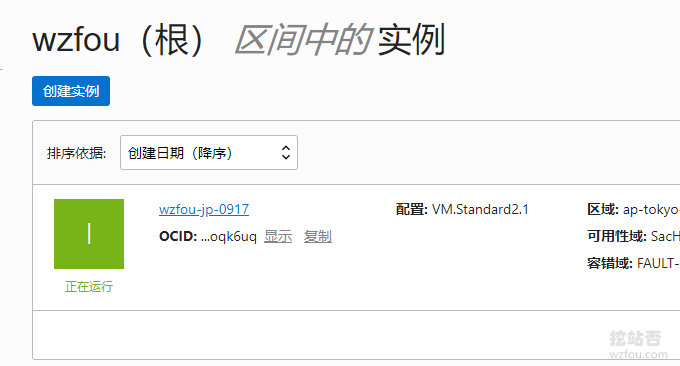 wzfou（根） 区间中的 实例
创建实例
排序依据: 创建日期（降序）
I
wzfou-jp-0917
OCID: ...oqk6uq 显示 复制
正在运行
配置: VM.Standard2.1
区域: ap-tokyo-
可用性域: SacH
容错域: FAULT-
挖站否
wzfou.com